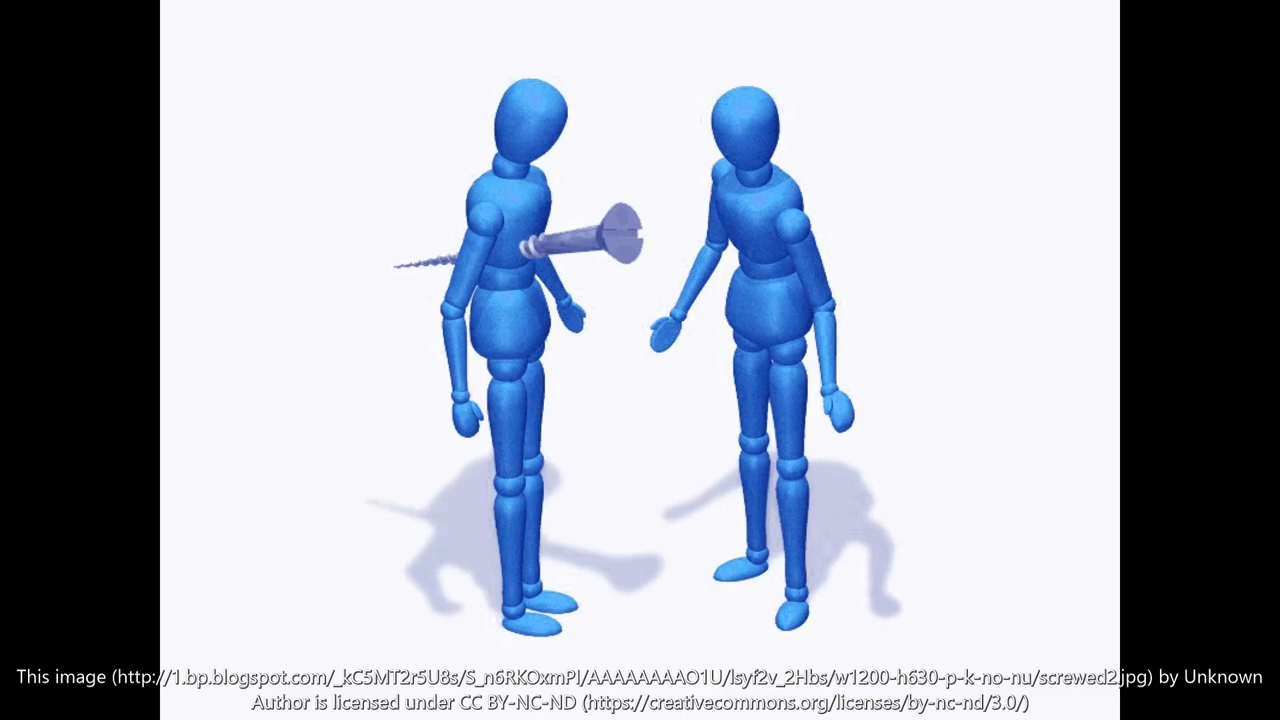 This image (http://1.bp.blogspot.com/_kC5MT2r5U8s/S_n6RKOxmPI/AAAAAAAAO1U/lsyf2v_2Hbs/w1200-h630-p-k-no-nu/screwed2.jpg) by Unknown
Author is licensed under CC BY-NC-ND (https://creativecommons.org/licenses/by-nc-nd/3.0/)